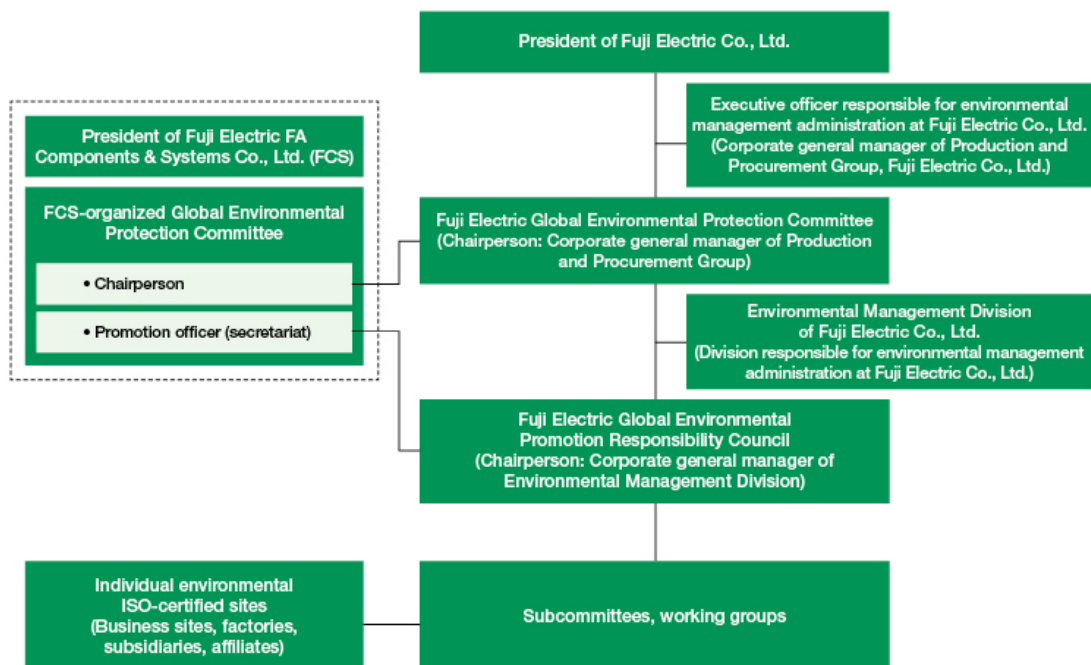 President of Fuji Electric Co., Ltd.
Executive officer responsible for environmental
management administration at Fuji Electric Co., Ltd.
(Corporate general manager of Production and
Procurement Group, Fuji Electric Co., Ltd.)
President of Fuji Electric FA
Components & Systems Co., Ltd. (FCS)
FCS-organized Global Environmental
Protection Committee
• Chairperson
• Promotion officer (secretariat)
Fuji Electric Global Environmental Protection Committee
(Chairperson: Corporate general manager of Production
and Procurement Group)
Environmental Management Division
of Fuji Electric Co., Ltd.
(Division responsible for environmental management
administration at Fuji Electric Co., Ltd.)
Fuji Electric Global Environmental
Promotion Responsibility Council
(Chairperson: Corporate general manager of
Environmental Management Division)
Individual environmental
ISO-certified sites
(Business sites, factories,
subsidiaries, affiliates)
Subcommittees, working groups